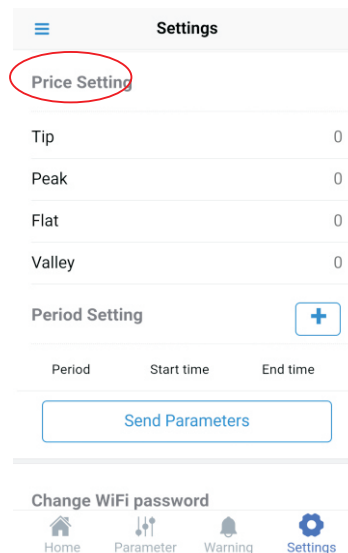 Settings
Price Setting
Tip 0
Peak 0
Flat 0
Valley 0
Period Setting +
Period Start time End time
Send Parameters
Change WiFi password
Home Parameter Warning Settings